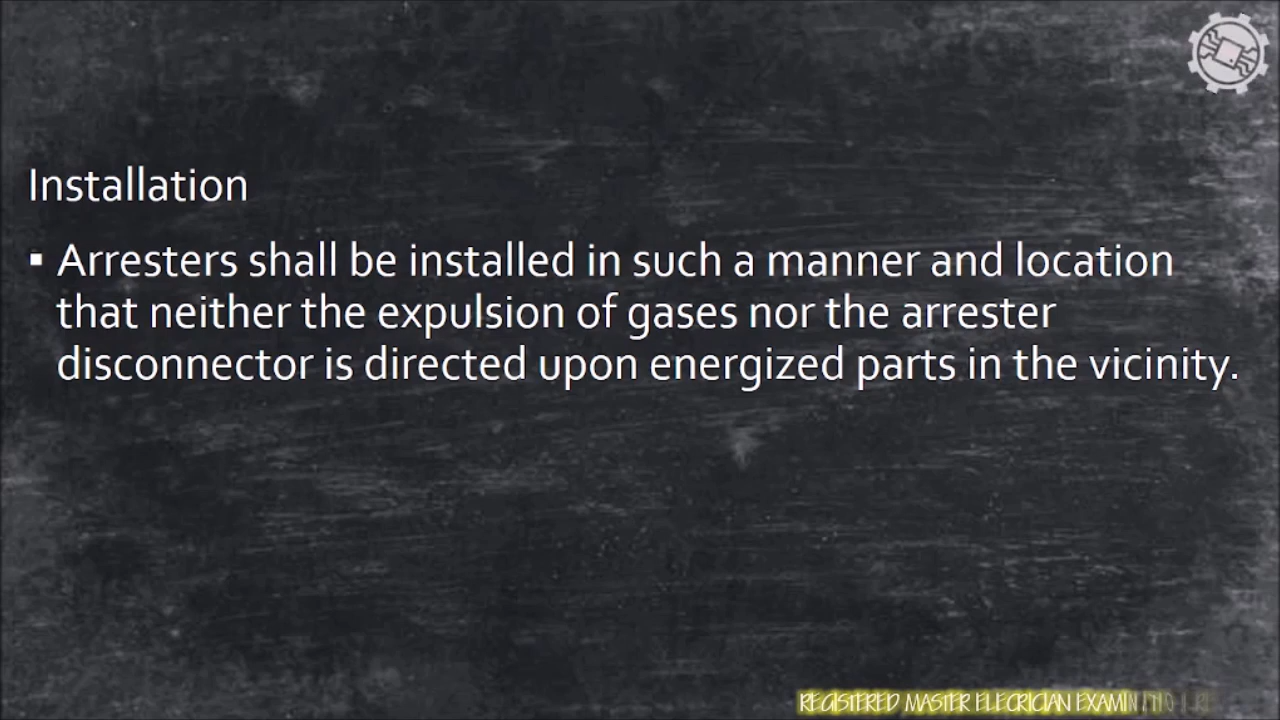 Installation
▪ Arresters shall be installed in such a manner and location
that neither the expulsion of gases nor the arrester
disconnector is directed upon energized parts in the vicinity.
REGISTERED MASTER ELECRICIAN EXAMIN